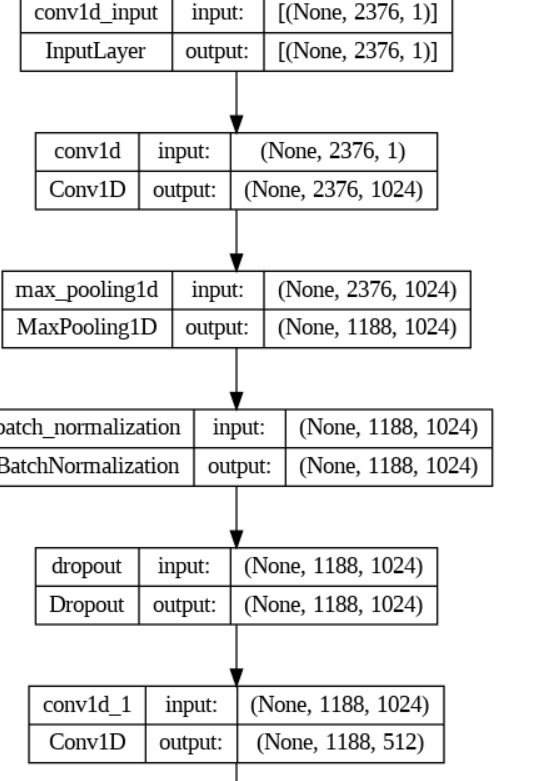 conv1d_input input: [(None, 2376, 1)]
InputLayer output: [(None, 2376, 1)]
conv1d input: (None, 2376, 1)
Conv1D output: (None, 2376, 1024)
max_pooling1d input: (None, 2376, 1024)
MaxPooling1D output: (None, 1188, 1024)
batch_normalization input: (None, 1188, 1024)
BatchNormalization output: (None, 1188, 1024)
dropout input: (None, 1188, 1024)
Dropout output: (None, 1188, 1024)
conv1d_1 input: (None, 1188, 1024)
Conv1D output: (None, 1188, 512)